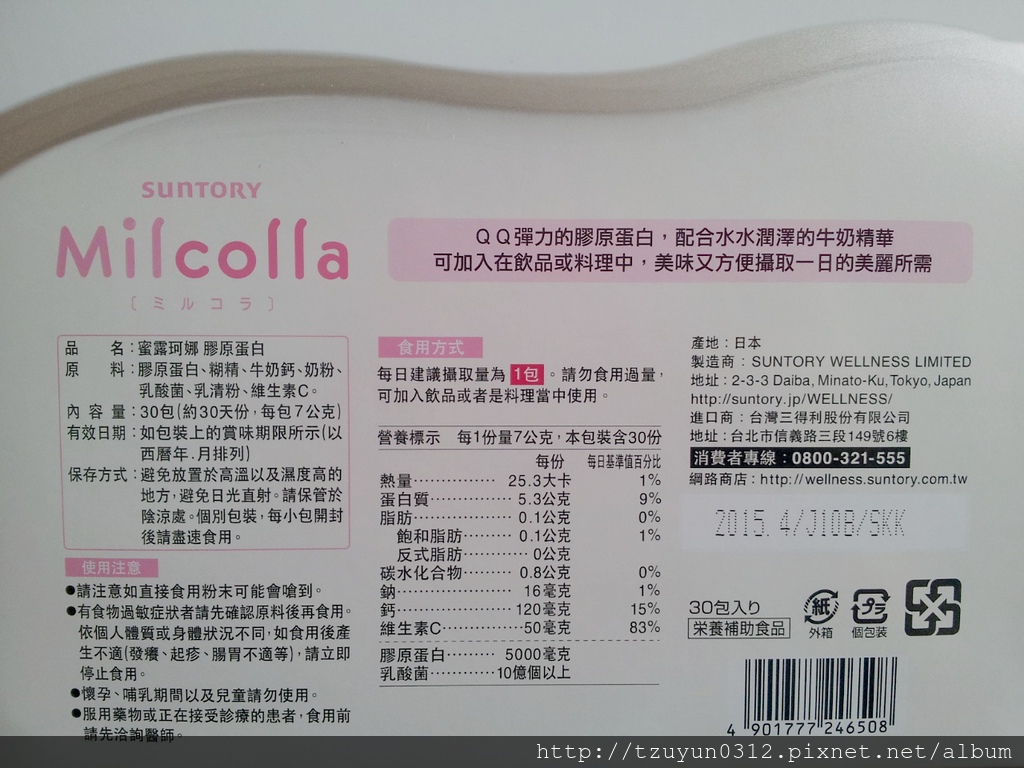 SUNTORY
Milcolla
〔ミルコラ〕
ＱＱ彈力的膠原蛋白，配合水水潤澤的牛奶精華
可加入在飲品或料理中，美味又方便攝取一日的美麗所需
品　　名：蜜露珂娜 膠原蛋白
原　　料：膠原蛋白、糊精、牛奶鈣、奶粉、
乳酸菌、乳清粉、維生素C。
內 容 量：30包(約30天份，每包7公克)
有效日期：如包裝上的賞味期限所示(以
西曆年.月排列)
保存方式：避免放置於高溫以及濕度高的
地方，避免日光直射。請保管於
陰涼處。個別包裝，每小包開封
後請盡速食用。
使用注意
●請注意如直接食用粉末可能會嗆到。
●有食物過敏症狀者請先確認原料後再食用。
依個人體質或身體狀況不同，如食用後產
生不適(發癢、起疹、腸胃不適等)，請立即
停止食用。
●懷孕、哺乳期間以及兒童請勿使用。
●服用藥物或正在接受診療的患者，食用前
請先洽詢醫師。
食用方式
每日建議攝取量為 1包 。請勿食用過量，
可加入飲品或者是料理當中使用。
營養標示　每1份量7公克，本包裝含30份
每份　每日基準值百分比
熱量‥‥‥‥‥ 25.3大卡 1%
蛋白質‥‥‥‥ 5.3公克 9%
脂肪‥‥‥‥‥ 0.1公克 0%
飽和脂肪‥‥‥ 0.1公克 1%
反式脂肪‥‥‥ 0公克
碳水化合物‥‥ 0.8公克 0%
鈉‥‥‥‥‥‥ 16毫克 1%
鈣‥‥‥‥‥‥ 120毫克 15%
維生素C‥‥‥‥ 50毫克 83%
膠原蛋白‥‥‥ 5000毫克
乳酸菌‥‥‥‥10億個以上
產地：日本
製造商：SUNTORY WELLNESS LIMITED
地址：2-3-3 Daiba, Minato-Ku, Tokyo, Japan
http://suntory.jp/WELLNESS/
進口商：台灣三得利股份有限公司
地址：台北市信義路三段149號6樓
消費者專線：0800-321-555
網路商店：http://wellness.suntory.com.tw
2015.4/J10B/SKK
30包入り
栄養補助食品
紙
外箱
プラ
個包装
4 901777 246508
http://tzuyun0312.pixnet.net/album